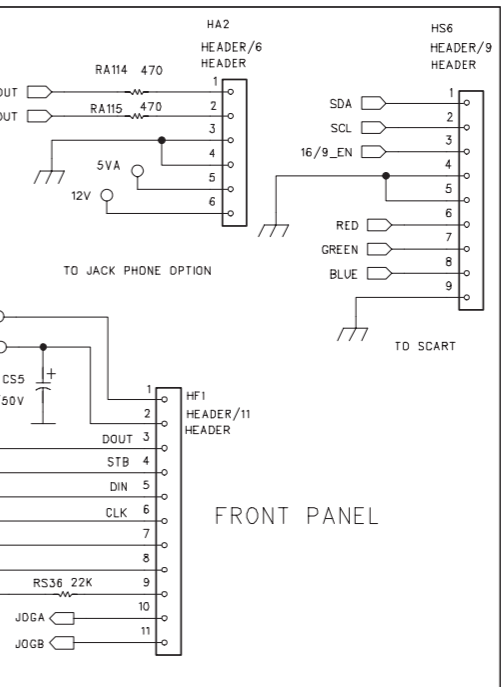 HA2
HEADER/6
HEADER
RA114 470
OUT
1
RA115 470
OUT
2
3
4
5VA
5
12V
6
TO JACK PHONE OPTION
HS6
HEADER/9
HEADER
SDA
1
SCL
2
16/9_EN
3
4
5
RED
6
GREEN
7
BLUE
8
9
TO SCART
CS5
50V
+
HF1
HEADER/11
HEADER
1
2
DOUT 3
STB 4
DIN 5
CLK 6
7
8
RS36 22K
9
JOGA
10
JOGB
11
FRONT PANEL